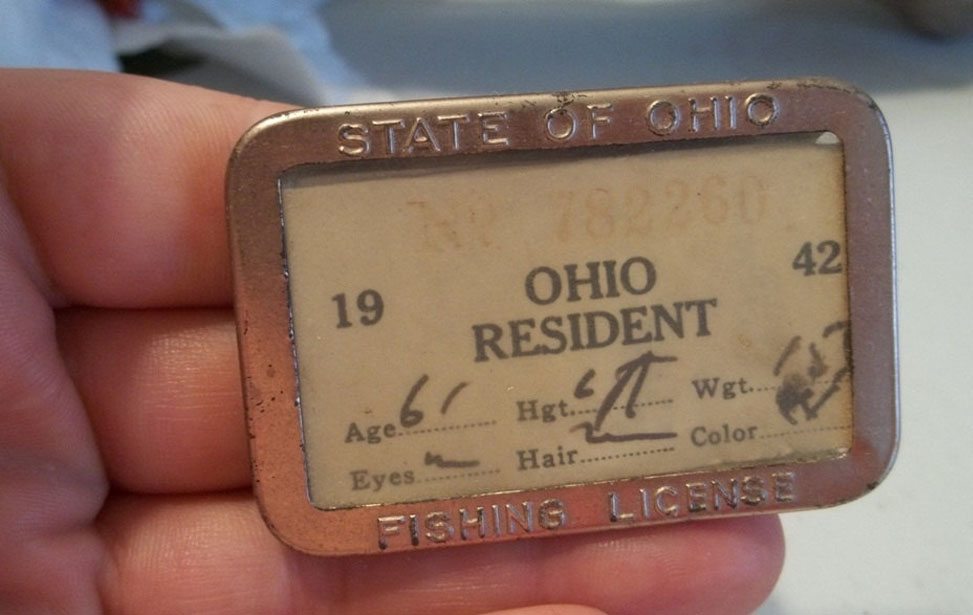 STATE OF OHIO
No 782260
19 OHIO 42
RESIDENT
Age 61 Hgt. 6 ft Wgt.
Eyes Hair Color
FISHING LICENSE